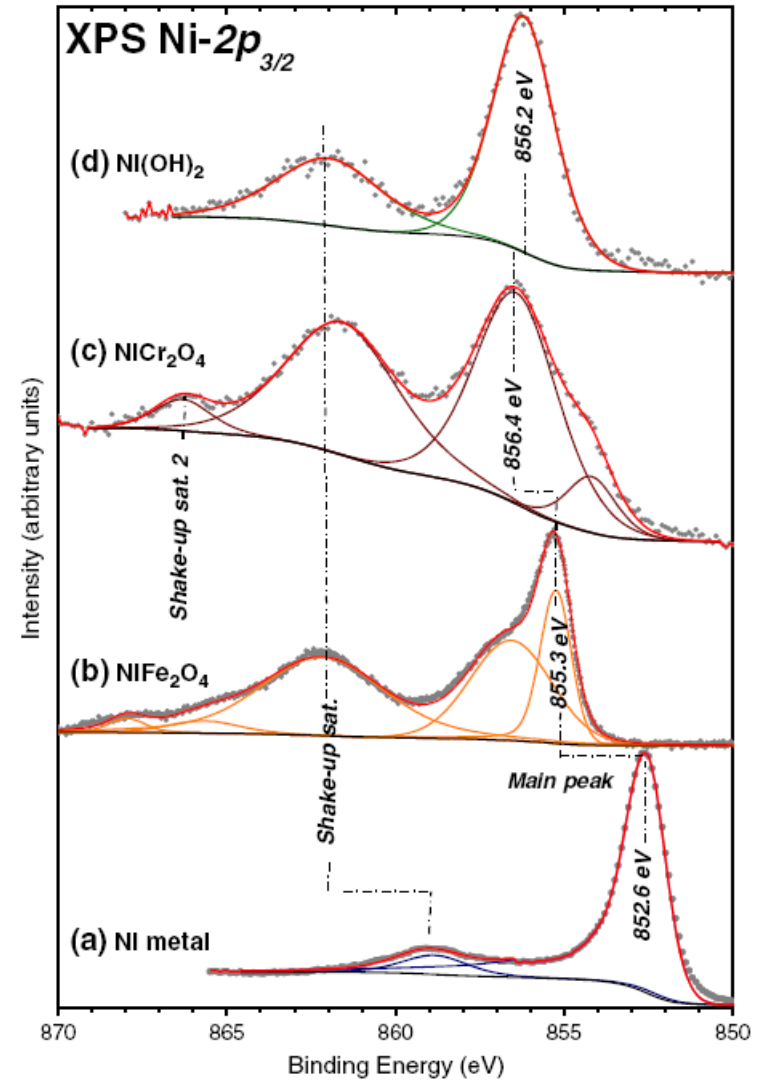 XPS Ni-2p3/2
(d) NI(OH)2
856.2 eV
(c) NICr2O4
856.4 eV
Shake-up sat. 2
(b) NIFe2O4
855.3 eV
Shake-up sat.
Main peak
(a) NI metal
852.6 eV
Intensity (arbitrary units)
870 865 860 855 850
Binding Energy (eV)